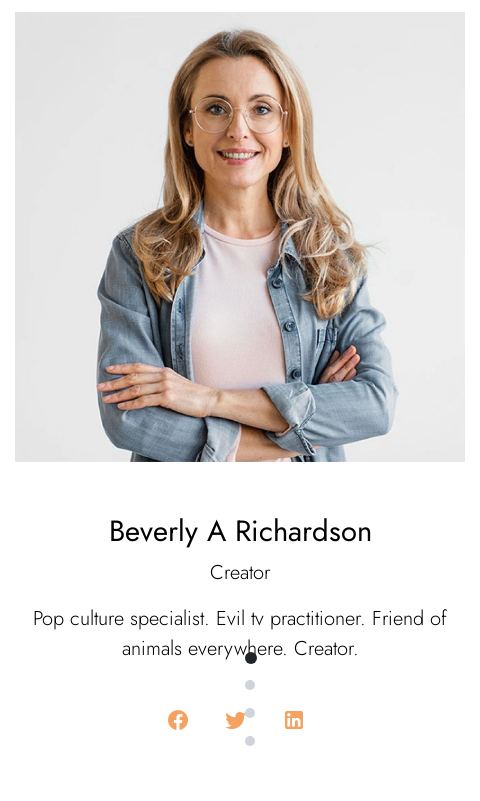 Beverly A Richardson
Creator
Pop culture specialist. Evil tv practitioner. Friend of
animals everywhere. Creator.